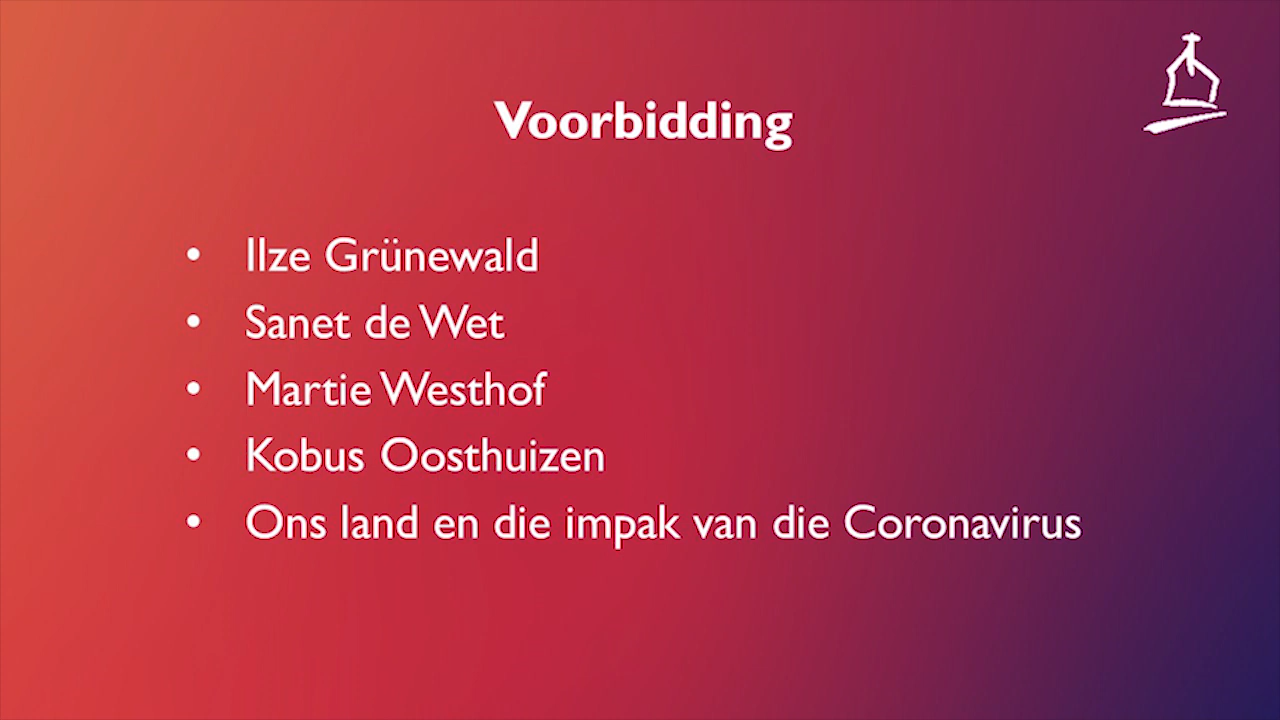 Voorbidding
• Ilze Grünewald
• Sanet de Wet
• Martie Westhof
• Kobus Oosthuizen
• Ons land en die impak van die Coronavirus